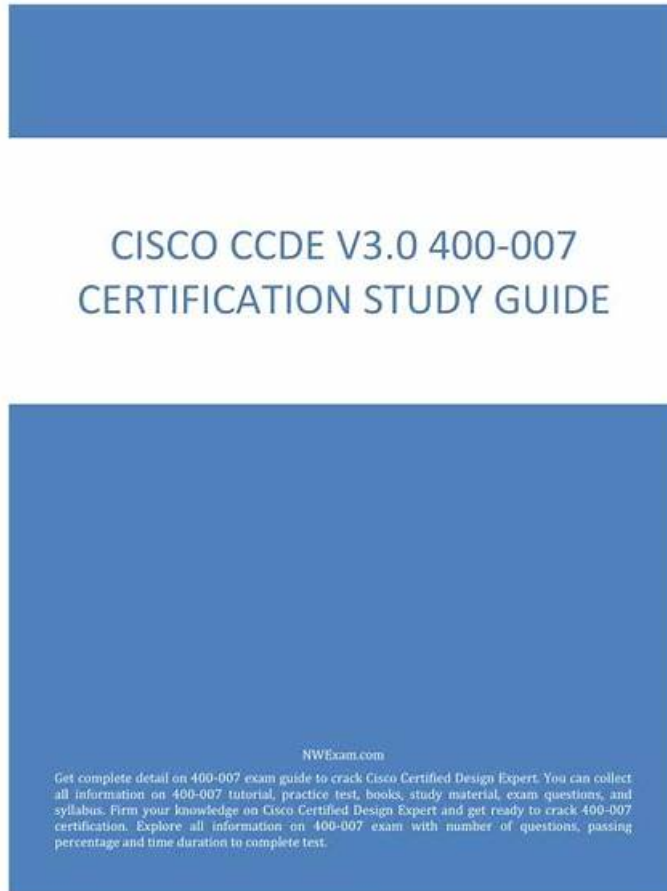 CISCO CCDE V3.0 400-007
CERTIFICATION STUDY GUIDE
NWExam.com
Get complete detail on 400-007 exam guide to crack Cisco Certified Design Expert. You can collect
all information on 400-007 tutorial, practice test, books, study material, exam questions, and
syllabus. Firm your knowledge on Cisco Certified Design Expert and get ready to crack 400-007
certification. Explore all information on 400-007 exam with number of questions, passing
percentage and time duration to complete test.